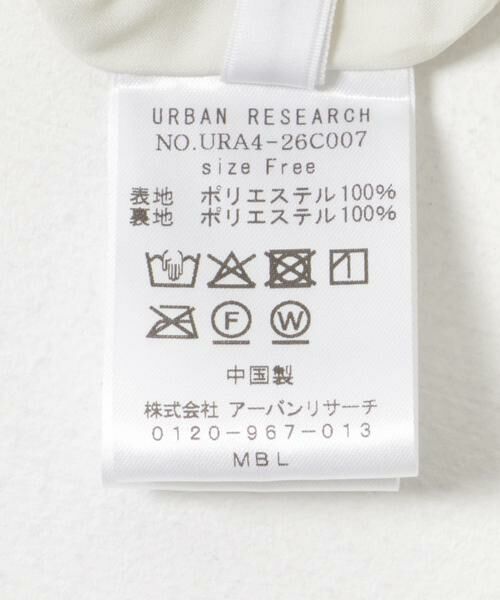 URBAN RESEARCH
NO.URA4-26C007
size Free
表地 ポリエステル100%
裏地 ポリエステル100%
F W
中国製
株式会社 アーバンリサーチ
0120-967-013
MBL